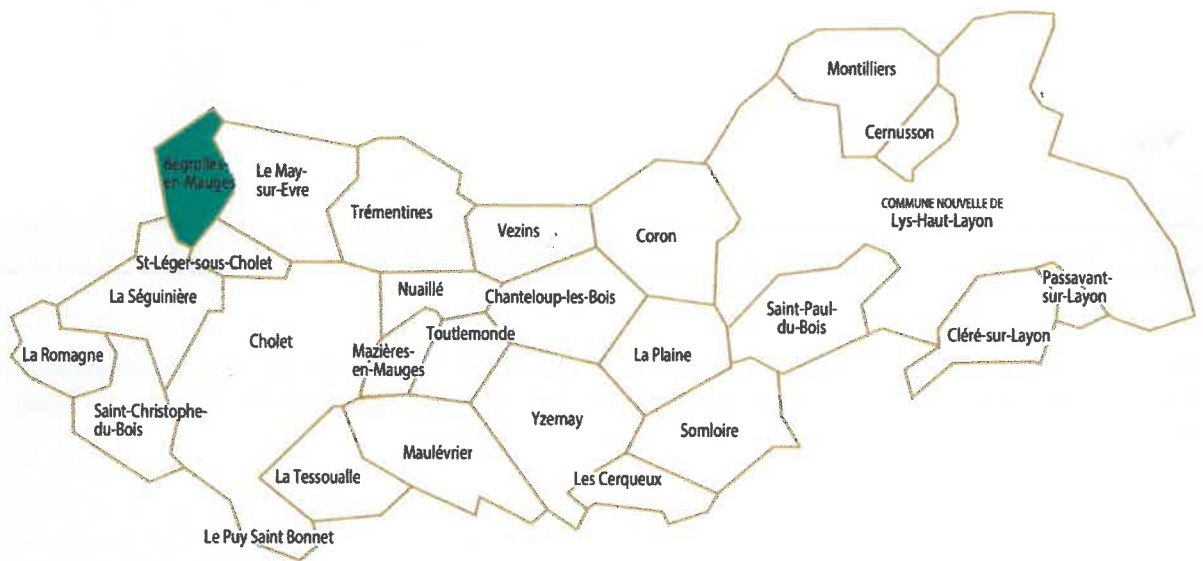 Montilliers
Cernusson
Bégrolles-
en-Mauges
Le May-
sur-Evre
Trémentines
Vezins
Coron
COMMUNE NOUVELLE DE
Lys-Haut-Layon
St-Léger-sous-Cholet
La Séguinière
Nuaillé
Chanteloup-les-Bois
Saint-Paul-
du-Bois
Passavant-
sur-Layon
Cholet
Toutlemonde
La Romagne
Mazières-
en-Mauges
La Plaine
Cléré-sur-Layon
Saint-Christophe-
du-Bois
Yzernay
Somloire
Maulévrier
La Tessoualle
Les Cerqueux
Le Puy Saint Bonnet